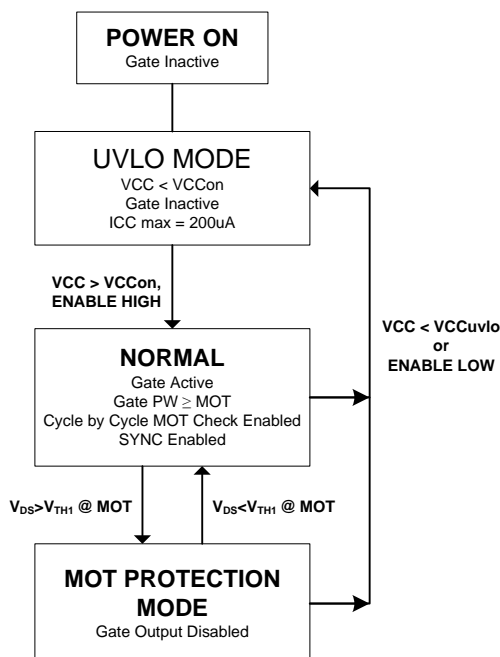 POWER ON
Gate Inactive
UVLO MODE
VCC < VCCon
Gate Inactive
ICC max = 200uA
VCC > VCCon,
ENABLE HIGH
VCC < VCCuvlo
or
ENABLE LOW
NORMAL
Gate Active
Gate PW ≥ MOT
Cycle by Cycle MOT Check Enabled
SYNC Enabled
VDS>VTH1 @ MOT
VDS<VTH1 @ MOT
MOT PROTECTION
MODE
Gate Output Disabled